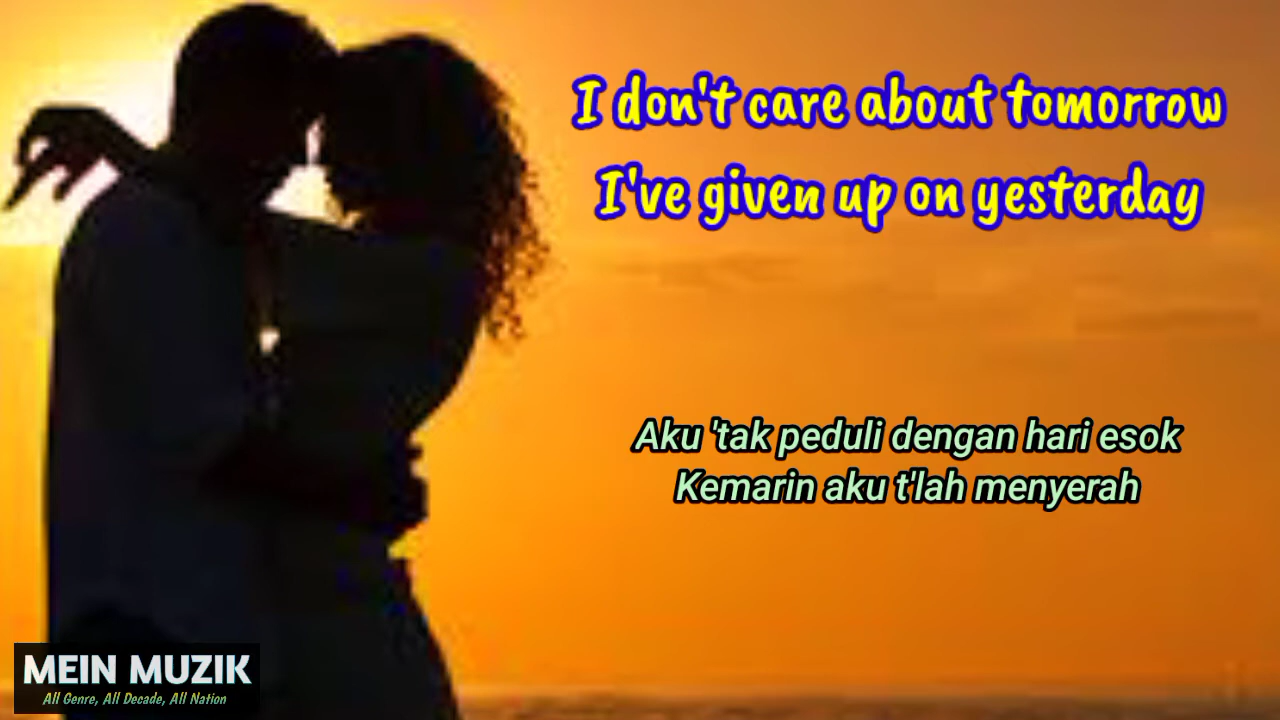 I don't care about tomorrow
I've given up on yesterday
Aku 'tak peduli dengan hari esok
Kemarin aku t'lah menyerah
MEIN MUZIK
All Genre, All Decade, All Nation